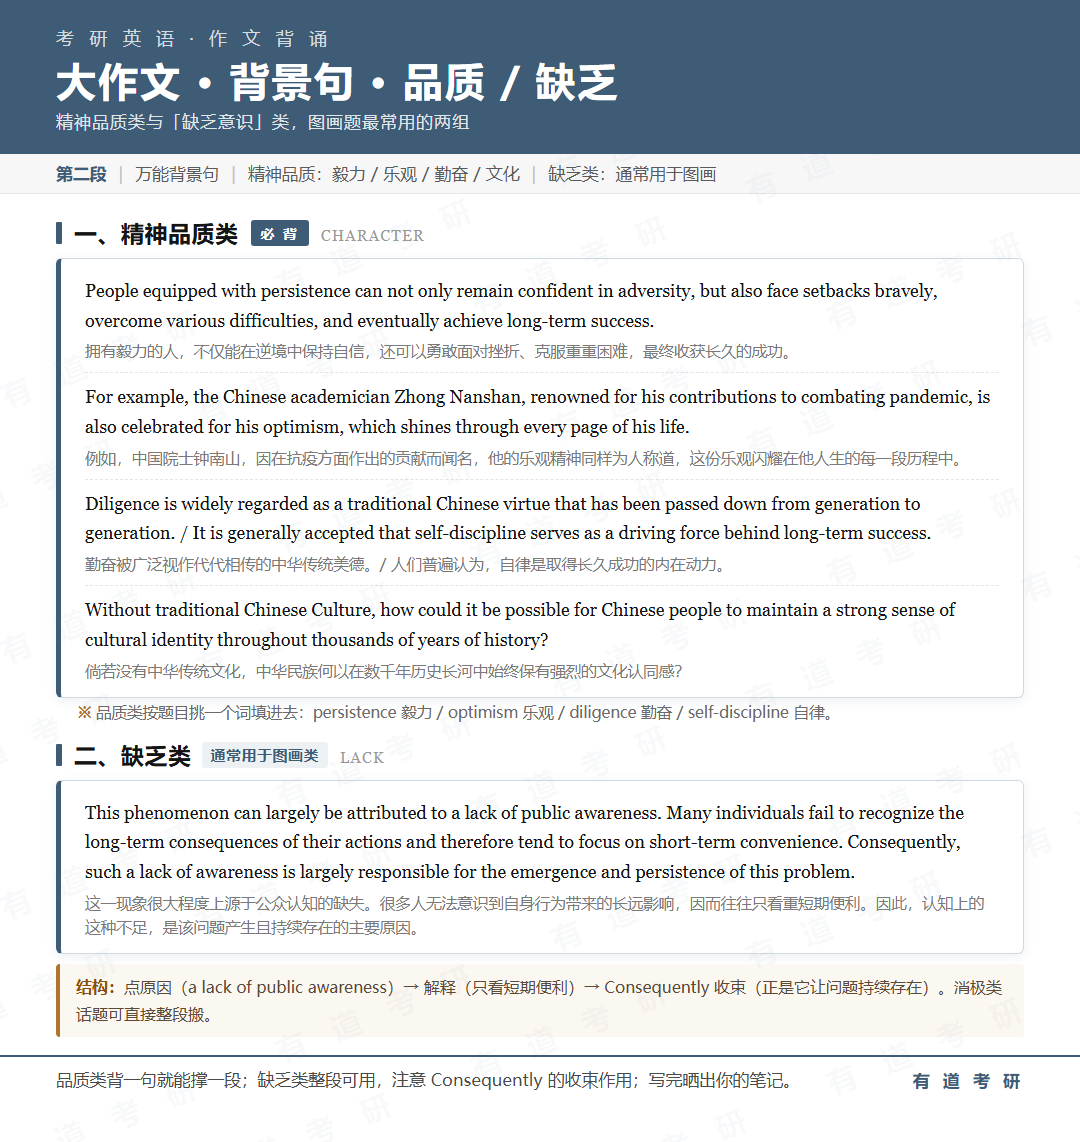 考研英语·作文背诵
大作文·背景句·品质 / 缺乏
精神品质类与「缺乏意识」类，图画题最常用的两组
第二段 | 万能背景句 | 精神品质：毅力 / 乐观 / 勤奋 / 文化 | 缺乏类：通常用于图画
一、精神品质类 必背 CHARACTER
People equipped with persistence can not only remain confident in adversity, but also face setbacks bravely,
overcome various difficulties, and eventually achieve long-term success.
拥有毅力的人，不仅能在逆境中保持自信，还可以勇敢面对挫折、克服重重困难，最终收获长久的成功。
For example, the Chinese academician Zhong Nanshan, renowned for his contributions to combating pandemic, is
also celebrated for his optimism, which shines through every page of his life.
例如，中国院士钟南山，因在抗疫方面作出的贡献而闻名，他的乐观精神同样为人称道，这份乐观闪耀在他人生的每一段历程中。
Diligence is widely regarded as a traditional Chinese virtue that has been passed down from generation to
generation. / It is generally accepted that self-discipline serves as a driving force behind long-term success.
勤奋被广泛视作代代相传的中华传统美德。/ 人们普遍认为，自律是取得长久成功的内在动力。
Without traditional Chinese Culture, how could it be possible for Chinese people to maintain a strong sense of
cultural identity throughout thousands of years of history?
倘若没有中华传统文化，中华民族何以在数千年历史长河中始终保有强烈的文化认同感？
※ 品质类按题目挑一个词填进去：persistence 毅力 / optimism 乐观 / diligence 勤奋 / self-discipline 自律。
二、缺乏类 通常用于图画类 LACK
This phenomenon can largely be attributed to a lack of public awareness. Many individuals fail to recognize the
long-term consequences of their actions and therefore tend to focus on short-term convenience. Consequently,
such a lack of awareness is largely responsible for the emergence and persistence of this problem.
这一现象很大程度上源于公众认知的缺失。很多人无法意识到自身行为带来的长远影响，因而往往只看重短期便利。因此，认知上的
这种不足，是该问题产生且持续存在的主要原因。
结构：点原因（a lack of public awareness）→ 解释（只看短期便利）→ Consequently 收束（正是它让问题持续存在）。消极类
话题可直接整段搬。
品质类背一句就能撑一段；缺乏类整段可用，注意 Consequently 的收束作用；写完晒出你的笔记。
有道考研